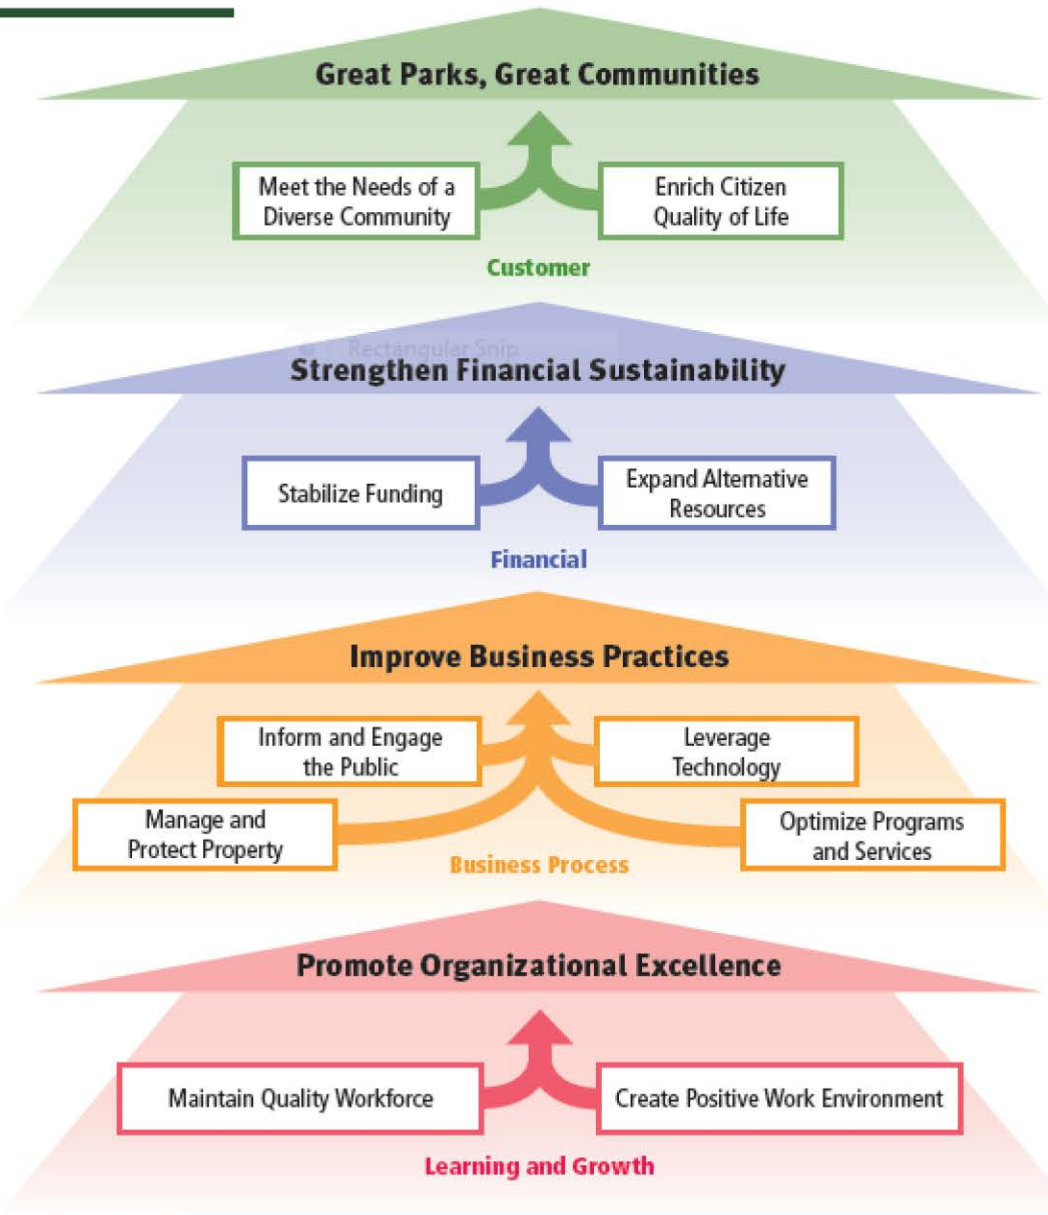 Great Parks, Great Communities
Meet the Needs of a
Diverse Community
Enrich Citizen
Quality of Life
Customer
Rectangular Snip
Strengthen Financial Sustainability
Stabilize Funding
Expand Alternative
Resources
Financial
Improve Business Practices
Inform and Engage
the Public
Leverage
Technology
Manage and
Protect Property
Optimize Programs
and Services
Business Process
Promote Organizational Excellence
Maintain Quality Workforce
Create Positive Work Environment
Learning and Growth